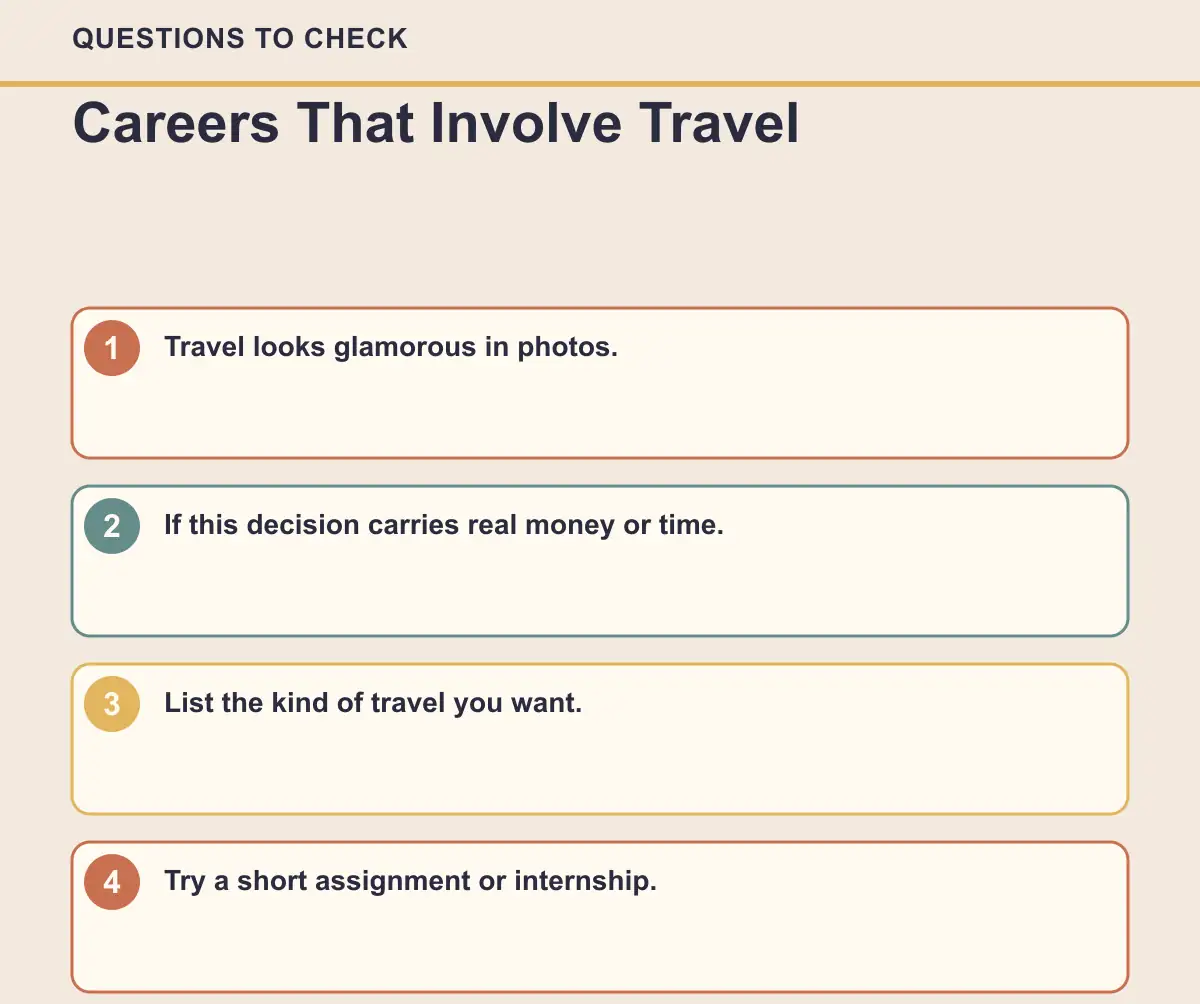 QUESTIONS TO CHECK
Careers That Involve Travel
1 Travel looks glamorous in photos.
2 If this decision carries real money or time.
3 List the kind of travel you want.
4 Try a short assignment or internship.